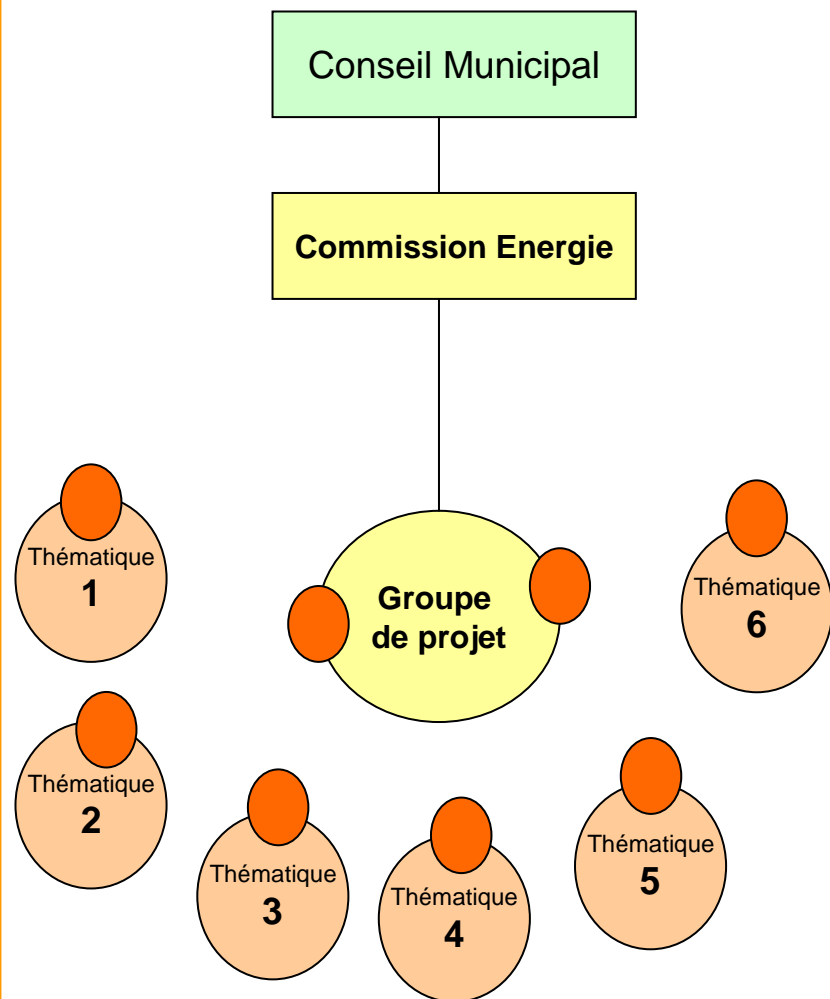 Conseil Municipal
Commission Energie
Groupe
de projet
Thématique
1
Thématique
2
Thématique
3
Thématique
4
Thématique
5
Thématique
6